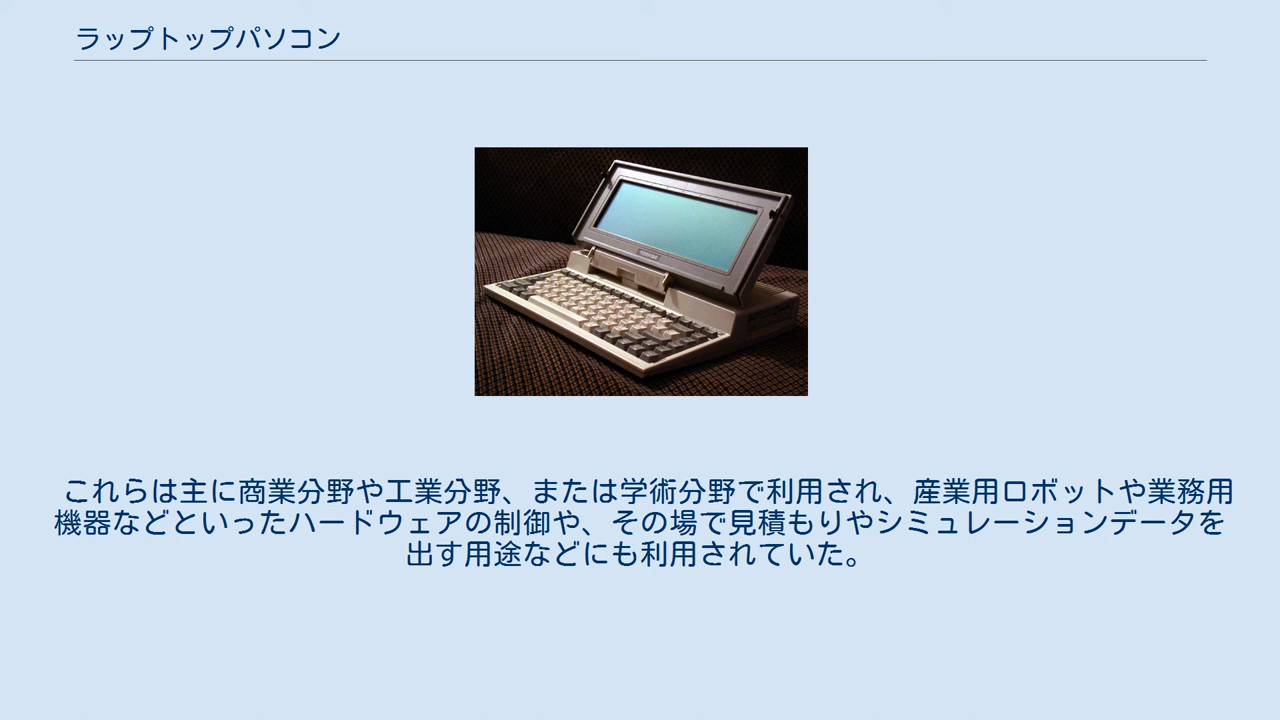 ラップトップパソコン
TOSHIBA
これらは主に商業分野や工業分野、または学術分野で利用され、産業用ロボットや業務用
機器などといったハードウェアの制御や、その場で見積もりやシミュレーションデータを
出す用途などにも利用されていた。